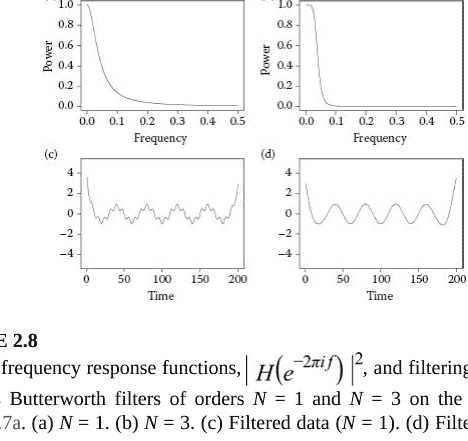 1.0
0.8
0.6
0.4
0.2
0.0
Power
0.0 0.1 0.2 0.3 0.4 0.5
Frequency
1.0
0.8
0.6
0.4
0.2
0.0
Power
0.0 0.1 0.2 0.3 0.4 0.5
Frequency
(c)
4
2
0
−2
−4
0 50 100 150 200
Time
(d)
4
2
0
−2
−4
0 50 100 150 200
Time
E 2.8
frequency response functions, | H(e^{−2πif}) |², and filtering
Butterworth filters of orders N = 1 and N = 3 on the
.7a. (a) N = 1. (b) N = 3. (c) Filtered data (N = 1). (d) Filte